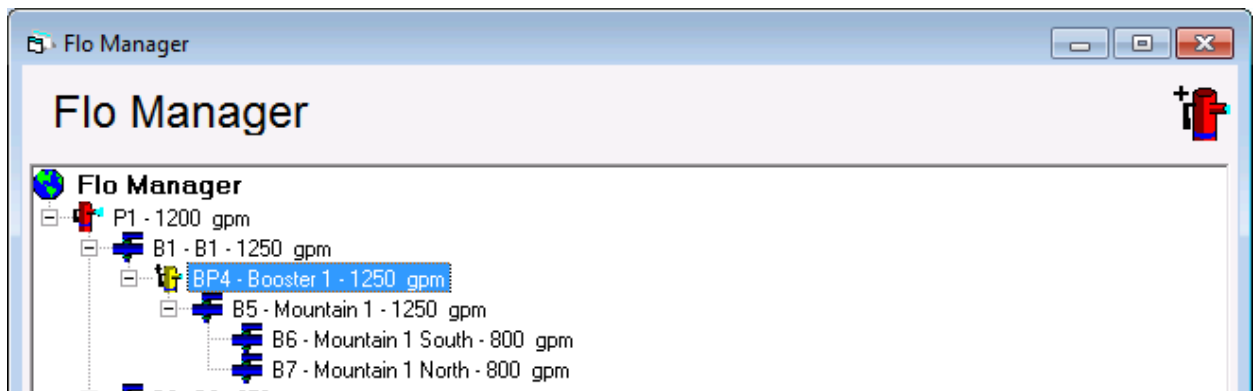 Flo Manager
Flo Manager
Flo Manager
P1 - 1200 gpm
B1 - B1 - 1250 gpm
BP4 - Booster 1 - 1250 gpm
B5 - Mountain 1 - 1250 gpm
B6 - Mountain 1 South - 800 gpm
B7 - Mountain 1 North - 800 gpm